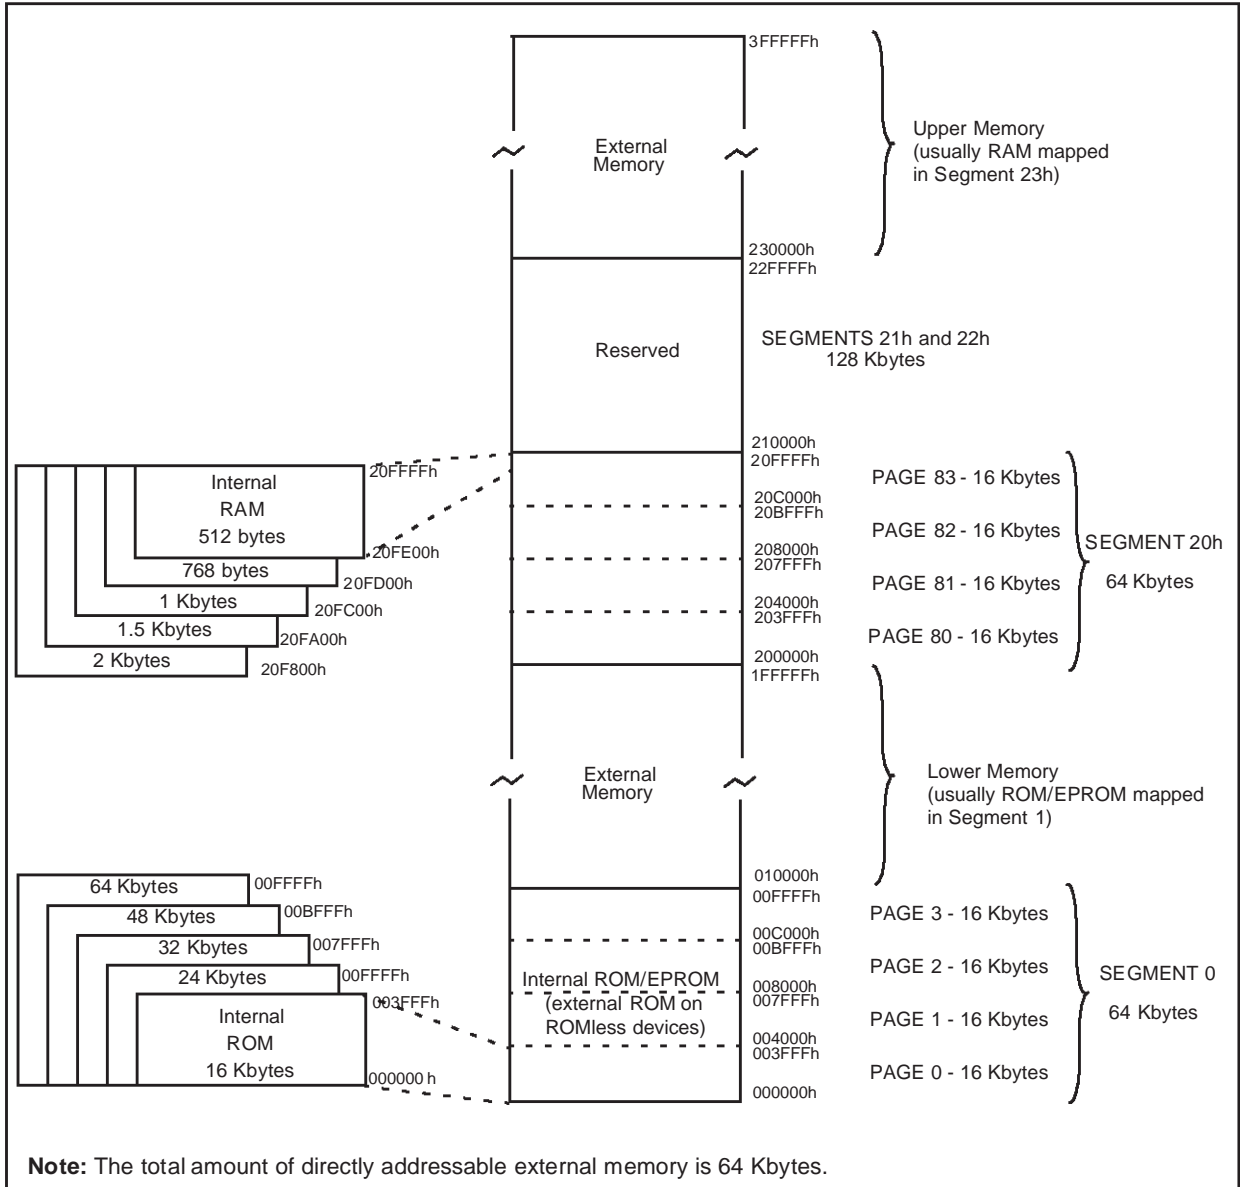 3FFFFFh
External
Memory
Upper Memory
(usually RAM mapped
in Segment 23h)
230000h
22FFFFh
Reserved
SEGMENTS 21h and 22h
128 Kbytes
210000h
20FFFFh
PAGE 83 - 16 Kbytes
20C000h
20BFFFh
PAGE 82 - 16 Kbytes
208000h
207FFFh
PAGE 81 - 16 Kbytes
204000h
203FFFh
PAGE 80 - 16 Kbytes
200000h
1FFFFFh
SEGMENT 20h
64 Kbytes
Internal
RAM
512 bytes
20FFFFh
20FE00h
768 bytes
20FD00h
1 Kbytes
20FC00h
1.5 Kbytes
20FA00h
2 Kbytes
20F800h
External
Memory
Lower Memory
(usually ROM/EPROM mapped
in Segment 1)
010000h
00FFFFh
PAGE 3 - 16 Kbytes
00C000h
00BFFFh
PAGE 2 - 16 Kbytes
008000h
007FFFh
PAGE 1 - 16 Kbytes
004000h
003FFFh
PAGE 0 - 16 Kbytes
000000h
SEGMENT 0
64 Kbytes
Internal ROM/EPROM
(external ROM on
ROMless devices)
64 Kbytes
00FFFFh
48 Kbytes
00BFFFh
32 Kbytes
007FFFh
24 Kbytes
00FFFFh
Internal
ROM
16 Kbytes
003FFFh
000000 h
Note: The total amount of directly addressable external memory is 64 Kbytes.